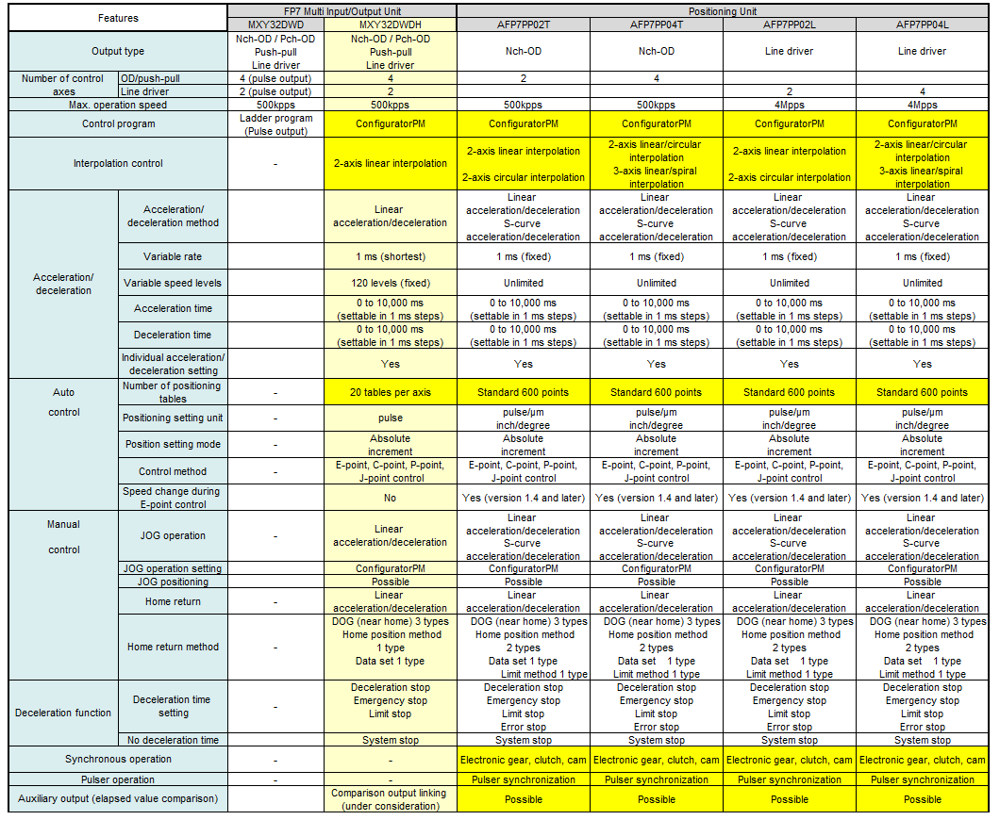 Features
FP7 Multi Input/Output Unit
Positioning Unit
MXY32DWD
MXY32DWDH
AFP7PP02T
AFP7PP04T
AFP7PP02L
AFP7PP04L
Output type
Nch-OD / Pch-OD
Push-pull
Line driver
Nch-OD / Pch-OD
Push-pull
Line driver
Nch-OD
Nch-OD
Line driver
Line driver
Number of control
axes
OD/push-pull
4 (pulse output)
4
2
4
Line driver
2 (pulse output)
2
2
4
Max. operation speed
500kpps
500kpps
500kpps
500kpps
4Mpps
4Mpps
Control program
Ladder program
(Pulse output)
ConfiguratorPM
ConfiguratorPM
ConfiguratorPM
ConfiguratorPM
ConfiguratorPM
Interpolation control
-
2-axis linear interpolation
2-axis linear interpolation
2-axis circular interpolation
2-axis linear/circular
interpolation
3-axis linear/spiral
interpolation
2-axis linear interpolation
2-axis circular interpolation
2-axis linear/circular
interpolation
3-axis linear/spiral
interpolation
Acceleration/
deceleration
Acceleration/
deceleration method
Linear
acceleration/deceleration
Linear
acceleration/deceleration
S-curve
acceleration/deceleration
Linear
acceleration/deceleration
S-curve
acceleration/deceleration
Linear
acceleration/deceleration
S-curve
acceleration/deceleration
Linear
acceleration/deceleration
S-curve
acceleration/deceleration
Variable rate
1 ms (shortest)
1 ms (fixed)
1 ms (fixed)
1 ms (fixed)
1 ms (fixed)
Variable speed levels
120 levels (fixed)
Unlimited
Unlimited
Unlimited
Unlimited
Acceleration time
0 to 10,000 ms
(settable in 1 ms steps)
0 to 10,000 ms
(settable in 1 ms steps)
0 to 10,000 ms
(settable in 1 ms steps)
0 to 10,000 ms
(settable in 1 ms steps)
0 to 10,000 ms
(settable in 1 ms steps)
Deceleration time
0 to 10,000 ms
(settable in 1 ms steps)
0 to 10,000 ms
(settable in 1 ms steps)
0 to 10,000 ms
(settable in 1 ms steps)
0 to 10,000 ms
(settable in 1 ms steps)
0 to 10,000 ms
(settable in 1 ms steps)
Individual acceleration/
deceleration setting
Yes
Yes
Yes
Yes
Yes
Auto
control
Number of positioning
tables
-
20 tables per axis
Standard 600 points
Standard 600 points
Standard 600 points
Standard 600 points
Positioning setting unit
-
pulse
pulse/µm
inch/degree
pulse/µm
inch/degree
pulse/µm
inch/degree
pulse/µm
inch/degree
Position setting mode
-
Absolute
increment
Absolute
increment
Absolute
increment
Absolute
increment
Absolute
increment
Control method
-
E-point, C-point, P-point,
J-point control
E-point, C-point, P-point,
J-point control
E-point, C-point, P-point,
J-point control
E-point, C-point, P-point,
J-point control
E-point, C-point, P-point,
J-point control
Speed change during
E-point control
No
Yes (version 1.4 and later)
Yes (version 1.4 and later)
Yes (version 1.4 and later)
Yes (version 1.4 and later)
Manual
control
JOG operation
-
Linear
acceleration/deceleration
Linear
acceleration/deceleration
S-curve
acceleration/deceleration
Linear
acceleration/deceleration
S-curve
acceleration/deceleration
Linear
acceleration/deceleration
S-curve
acceleration/deceleration
Linear
acceleration/deceleration
S-curve
acceleration/deceleration
JOG operation setting
ConfiguratorPM
ConfiguratorPM
ConfiguratorPM
ConfiguratorPM
ConfiguratorPM
JOG positioning
Possible
Possible
Possible
Possible
Possible
Home return
-
Linear
acceleration/deceleration
Linear
acceleration/deceleration
Linear
acceleration/deceleration
Linear
acceleration/deceleration
Linear
acceleration/deceleration
Home return method
-
DOG (near home) 3 types
Home position method
1 type
Data set 1 type
DOG (near home) 3 types
Home position method
2 types
Data set 1 type
Limit method 1 type
DOG (near home) 3 types
Home position method
2 types
Data set 1 type
Limit method 1 type
DOG (near home) 3 types
Home position method
2 types
Data set 1 type
Limit method 1 type
DOG (near home) 3 types
Home position method
2 types
Data set 1 type
Limit method 1 type
Deceleration function
Deceleration time
setting
-
Deceleration stop
Emergency stop
Limit stop
Deceleration stop
Emergency stop
Limit stop
Error stop
Deceleration stop
Emergency stop
Limit stop
Error stop
Deceleration stop
Emergency stop
Limit stop
Error stop
Deceleration stop
Emergency stop
Limit stop
Error stop
No deceleration time
System stop
System stop
System stop
System stop
System stop
Synchronous operation
-
-
Electronic gear, clutch, cam
Electronic gear, clutch, cam
Electronic gear, clutch, cam
Electronic gear, clutch, cam
Pulser operation
-
-
Pulser synchronization
Pulser synchronization
Pulser synchronization
Pulser synchronization
Auxiliary output (elapsed value comparison)
Comparison output linking
(under consideration)
Possible
Possible
Possible
Possible